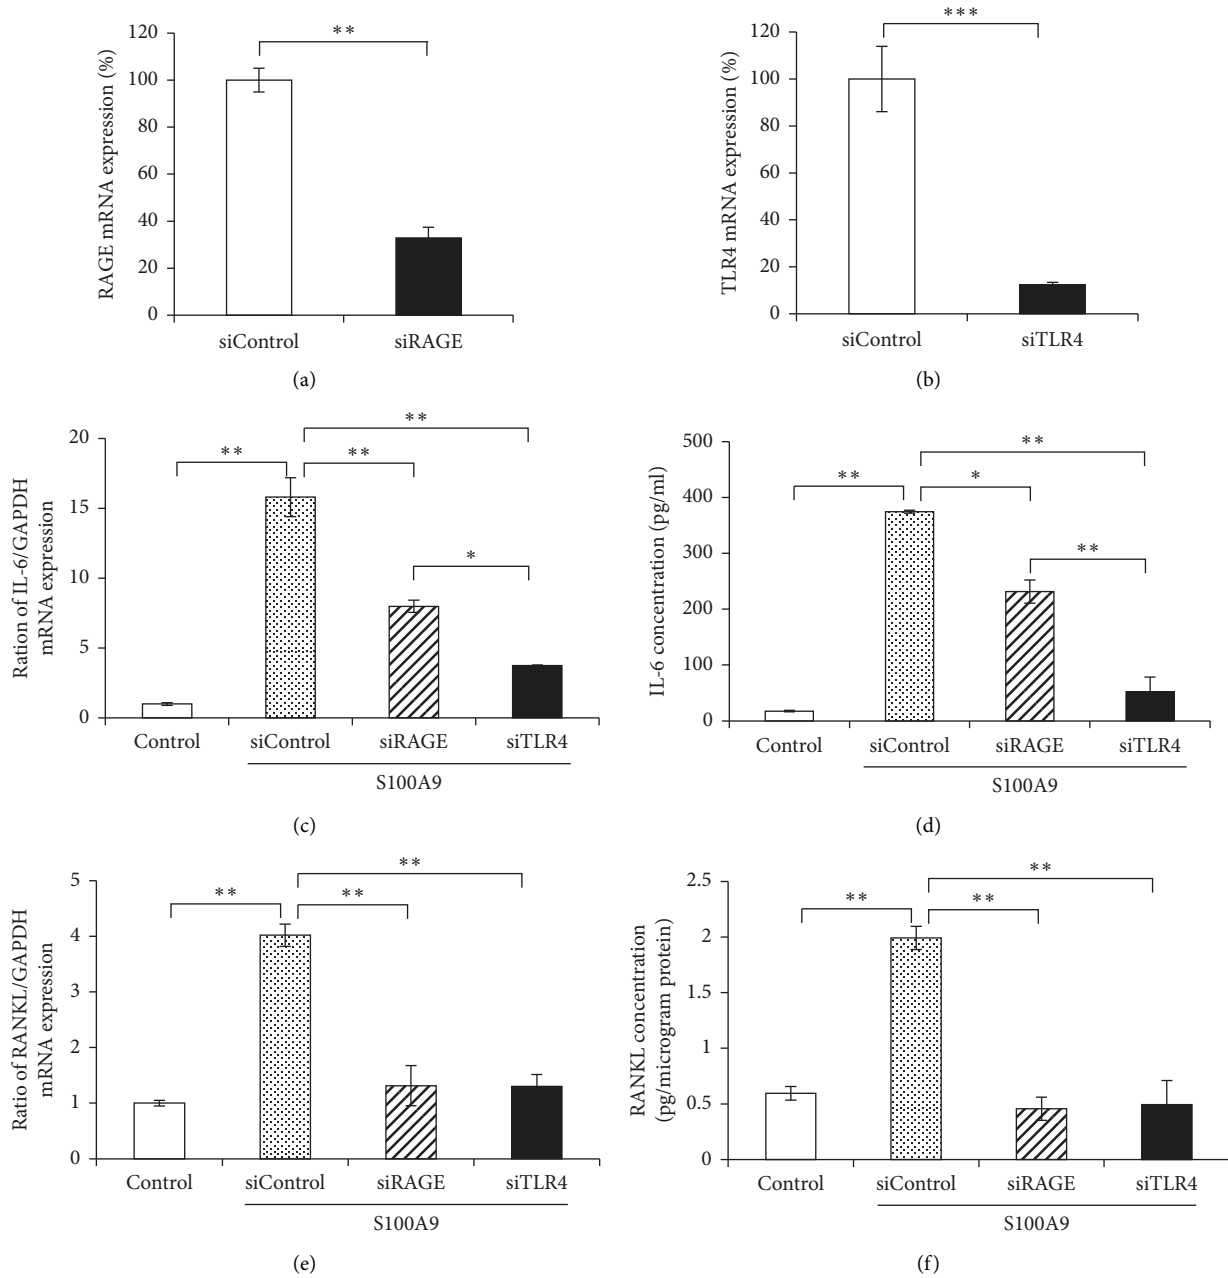 RAGE mRNA expression (%)
120
100
80
60
40
20
0
**
siControl
siRAGE
(a)
TLR4 mRNA expression (%)
120
100
80
60
40
20
0
***
siControl
siTLR4
(b)
Ration of IL-6/GAPDH
mRNA expression
20
15
10
5
0
**
**
**
*
Control
siControl
siRAGE
siTLR4
S100A9
(c)
IL-6 concentration (pg/ml)
500
400
300
200
100
0
**
**
*
**
Control
siControl
siRAGE
siTLR4
S100A9
(d)
Ratio of RANKL/GAPDH
mRNA expression
5
4
3
2
1
0
**
**
**
Control
siControl
siRAGE
siTLR4
S100A9
(e)
RANKL concentration
(pg/microgram protein)
2.5
2
1.5
1
0.5
0
**
**
**
Control
siControl
siRAGE
siTLR4
S100A9
(f)